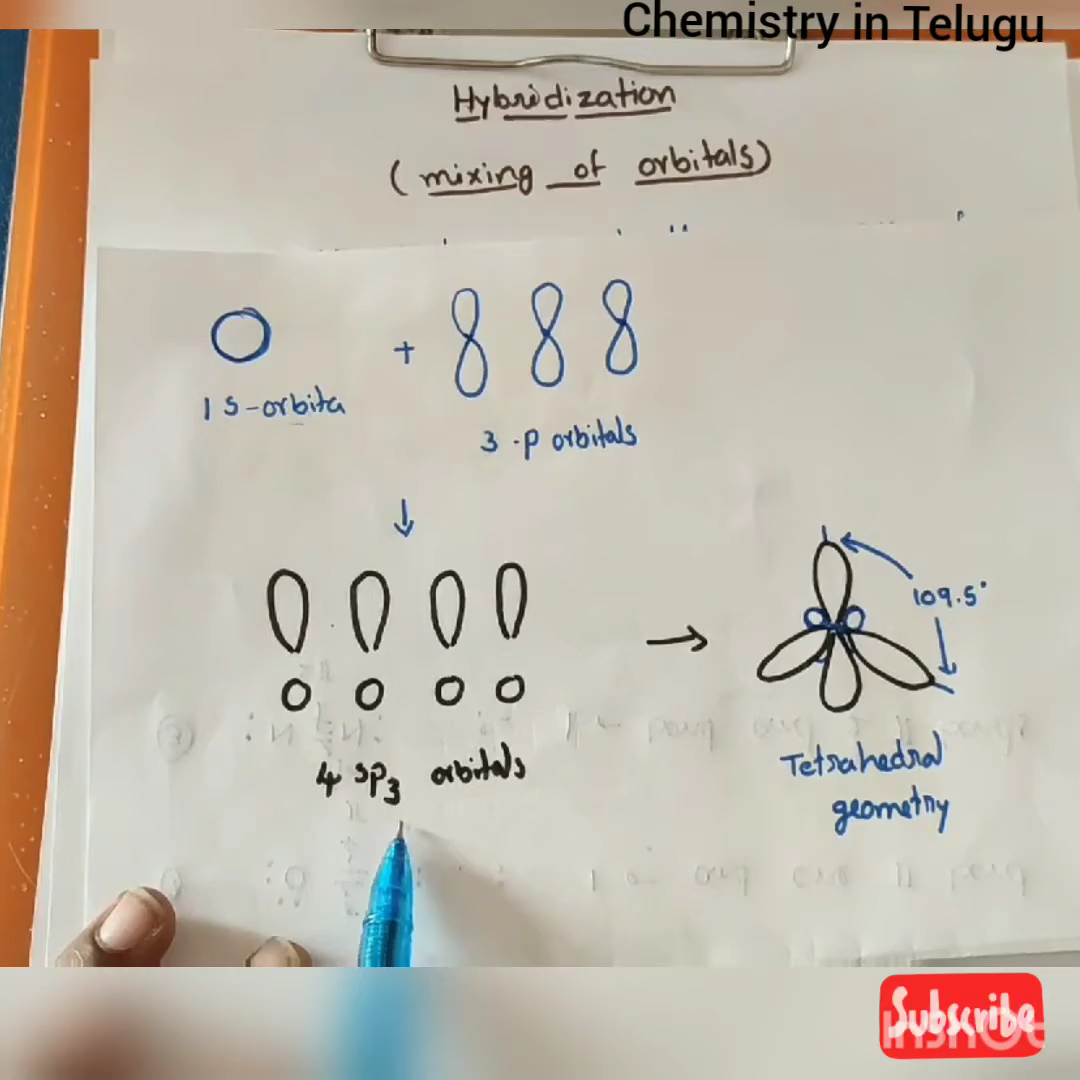 Chemistry in Telugu
Hybridization
(mixing of orbitals)
1 s-orbita
+
3 -p orbitals
109.5°
4 sp3 orbitals
Tetrahedral
geometry
Subscribe
INSHOT